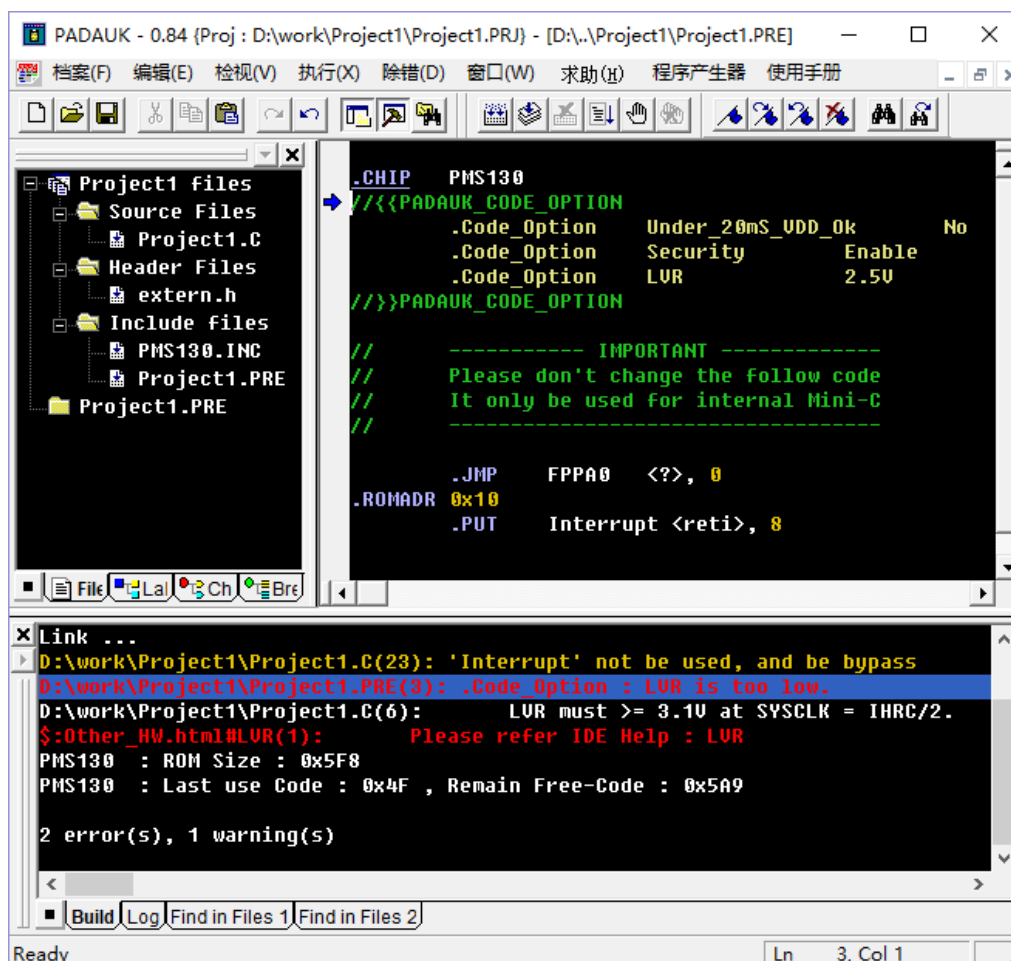 PADAUK - 0.84 {Proj : D:\work\Project1\Project1.PRJ} - [D:\..\Project1\Project1.PRE]
档案(F) 编辑(E) 检视(V) 执行(X) 除错(D) 窗口(W) 求助(H) 程序产生器 使用手册
Project1 files
Source Files
Project1.C
Header Files
extern.h
Include files
PMS130.INC
Project1.PRE
Project1.PRE
File Lal Ch Bre
.CHIP PMS130
//{{PADAUK_CODE_OPTION
.Code_Option Under_20mS_VDD_Ok No
.Code_Option Security Enable
.Code_Option LVR 2.5V
//}}PADAUK_CODE_OPTION
// ----------- IMPORTANT -------------
// Please don't change the follow code
// It only be used for internal Mini-C
// -----------------------------------
.JMP FPPA0 <?>, 0
.ROMADR 0x10
.PUT Interrupt <reti>, 8
Link ...
D:\work\Project1\Project1.C(23): 'Interrupt' not be used, and be bypass
D:\work\Project1\Project1.PRE(3): .Code_Option : LVR is too low.
D:\work\Project1\Project1.C(6): LVR must >= 3.1V at SYSCLK = IHRC/2.
$:Other_HW.html#LVR(1): Please refer IDE Help : LVR
PMS130 : ROM Size : 0x5F8
PMS130 : Last use Code : 0x4F , Remain Free-Code : 0x5A9
2 error(s), 1 warning(s)
Build Log Find in Files 1 Find in Files 2
Ready Ln 3, Col 1